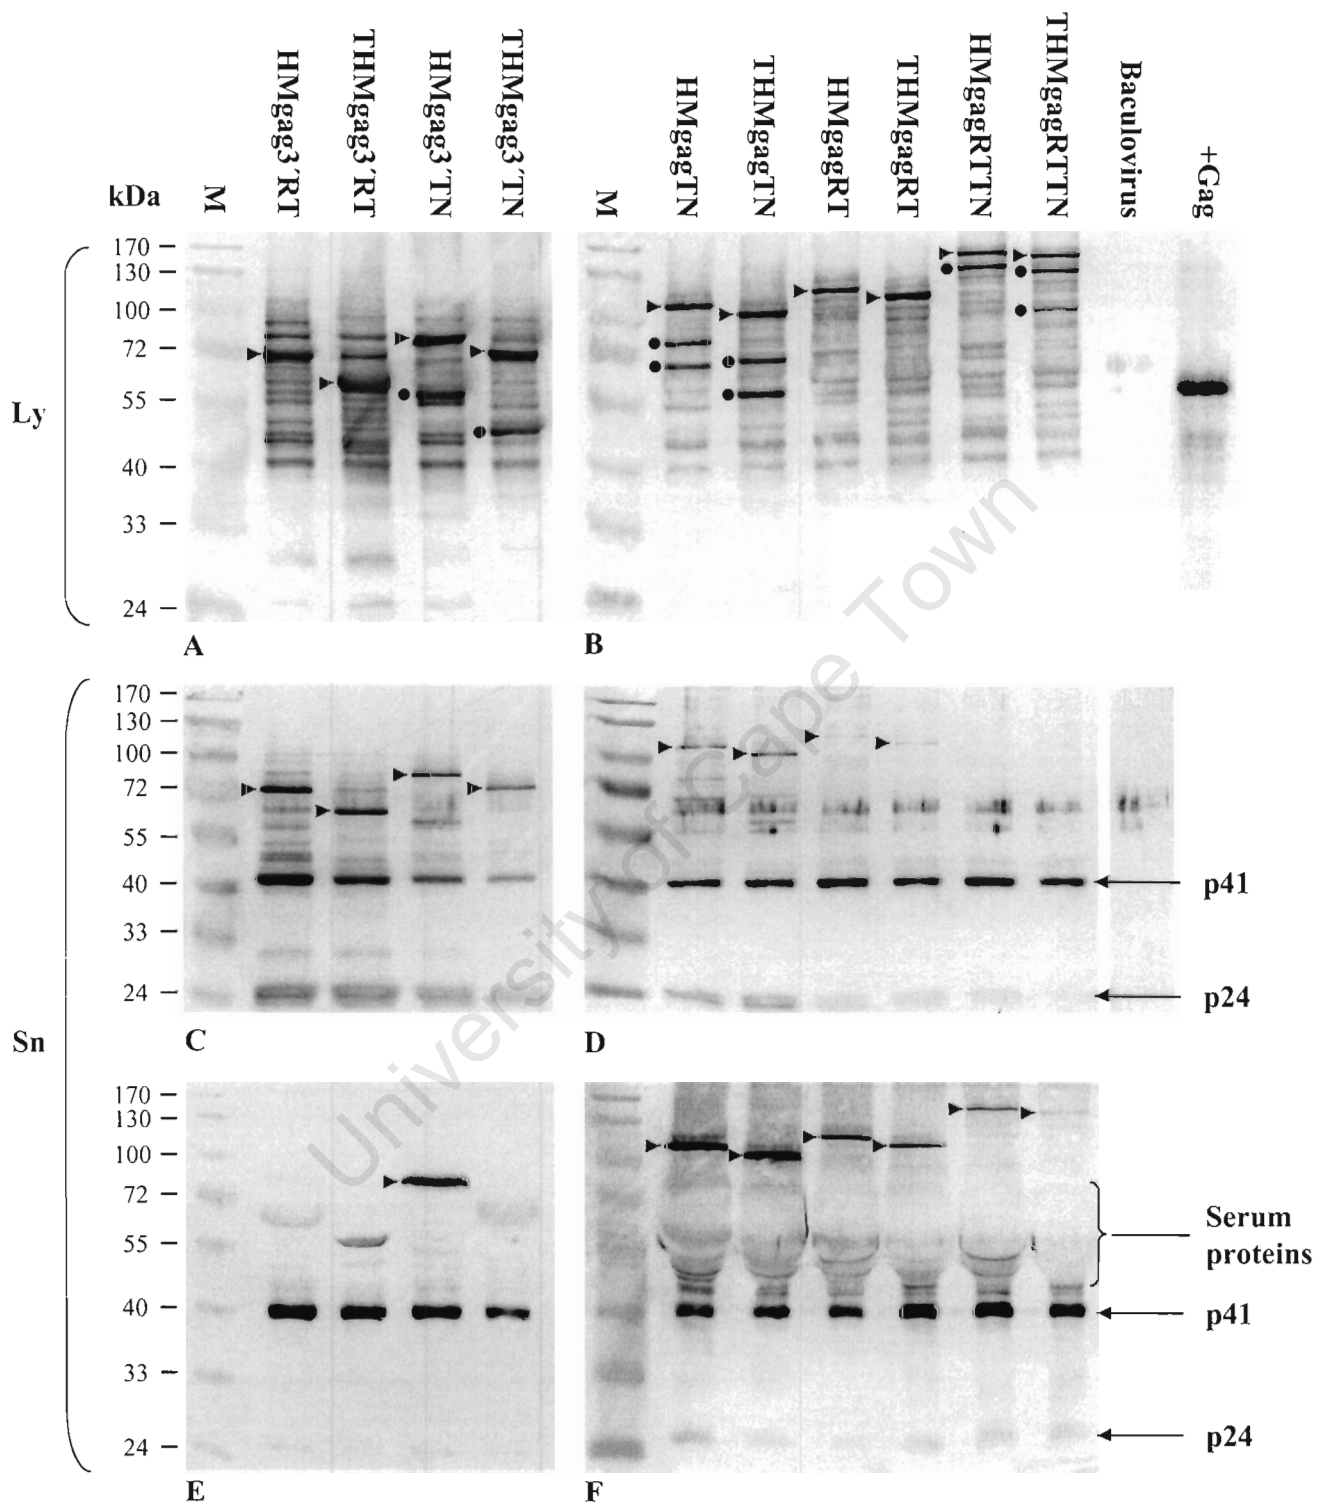 HMgag3´RT
THMgag3´RT
HMgag3´TN
THMgag3´TN
HMgagTN
THMgagTN
HMgagRT
THMgagRT
HMgagRTTN
THMgagRTTN
Baculovirus
+Gag
kDa
M
M
170
130
100
72
55
40
33
24
Ly
A
B
170
130
100
72
55
40
33
24
p41
p24
Sn
C
D
170
130
100
72
55
40
33
24
Serum
proteins
p41
p24
E
F
University of Cape Town